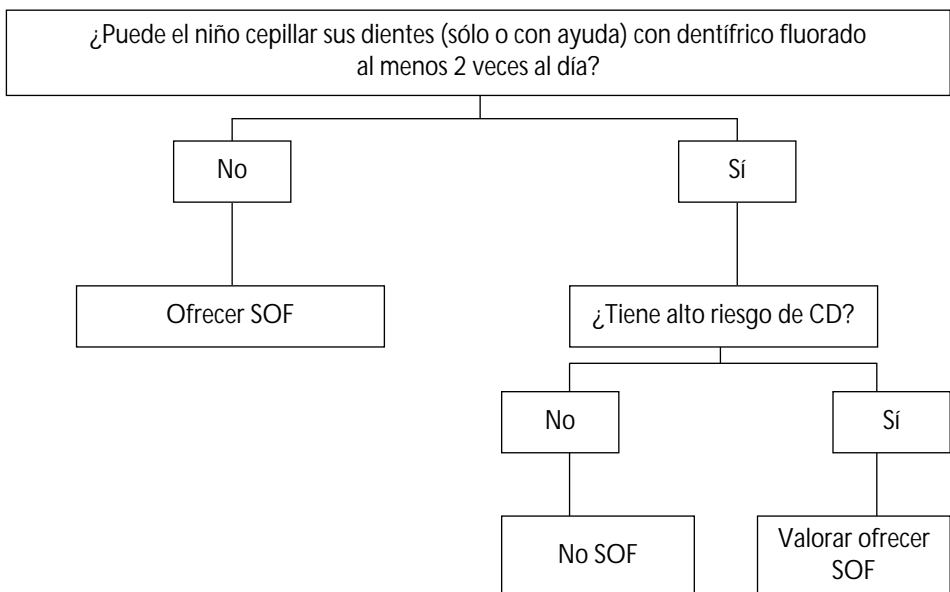 ¿Puede el niño cepillar sus dientes (sólo o con ayuda) con dentífrico fluorado
al menos 2 veces al día?
No
Sí
Ofrecer SOF
¿Tiene alto riesgo de CD?
No
Sí
No SOF
Valorar ofrecer
SOF